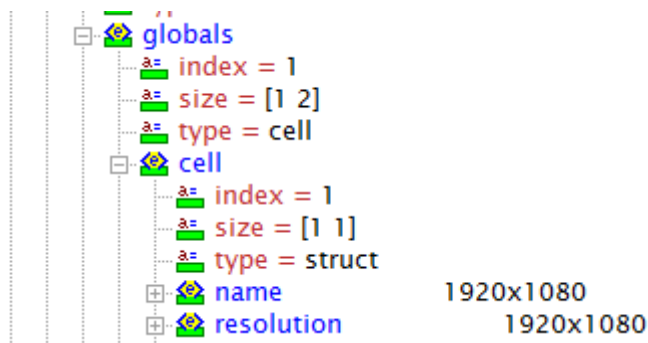 globals
a= index = 1
a= size = [1 2]
a= type = cell
<e> cell
a= index = 1
a= size = [1 1]
a= type = struct
<e> name 1920x1080
<e> resolution 1920x1080